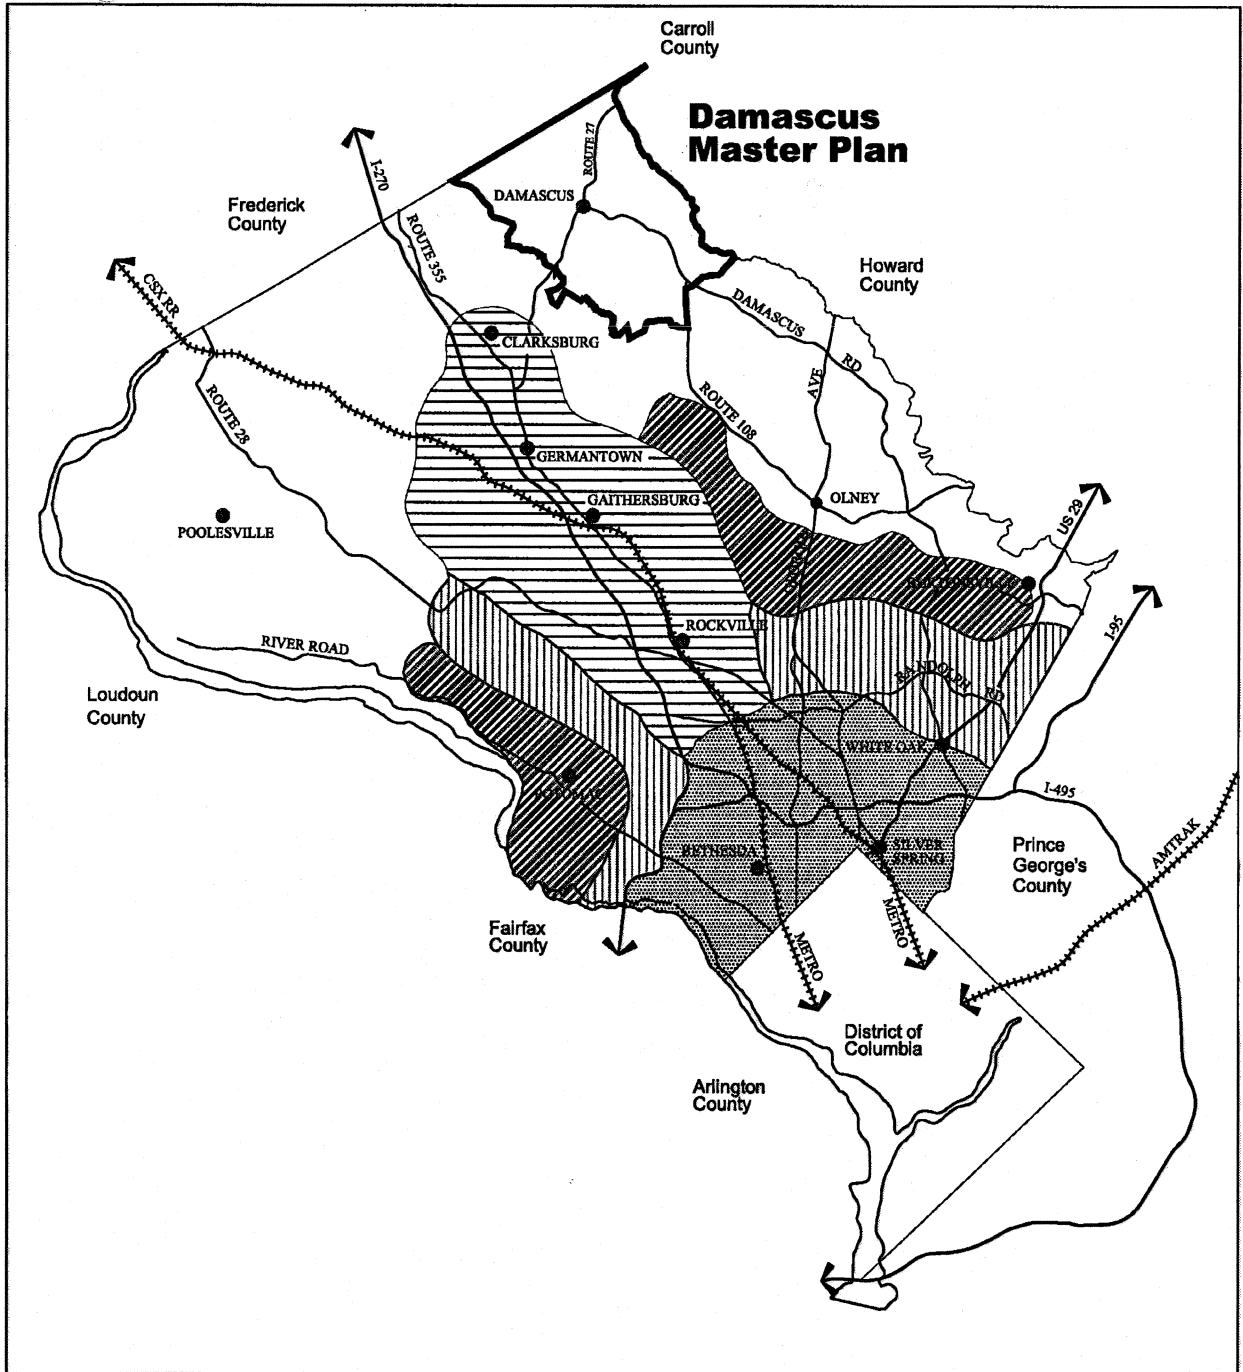 Carroll
County
Damascus
Master Plan
ROUTE 27
I-270
DAMASCUS
Frederick
County
ROUTE 355
CSX RR
Howard
County
DAMASCUS
RD
CLARKSBURG
AVE
ROUTE 28
ROUTE 108
GERMANTOWN
GAITHERSBURG
OLNEY
US 29
POOLESVILLE
GEORGIA
I-95
ROCKVILLE
RIVER ROAD
RANDOLPH
RD
Loudoun
County
WHITE OAK
POTOMAC
I-495
AMTRAK
BETHESDA
SILVER
SPRING
Prince
George's
County
Fairfax
County
METRO
METRO
District of
Columbia
Arlington
County